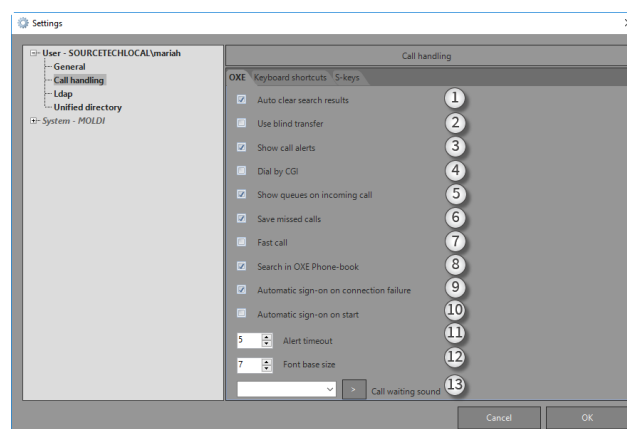 Settings
User - SOURCETECHLOCAL\mariah
General
Call handling
Ldap
Unified directory
System - MOLDI
Call handling
OXE Keyboard shortcuts S-keys
Auto clear search results 1
Use blind transfer 2
Show call alerts 3
Dial by CGI 4
Show queues on incoming call 5
Save missed calls 6
Fast call 7
Search in OXE Phone-book 8
Automatic sign-on on connection failure 9
Automatic sign-on on start 10
5 Alert timeout 11
7 Font base size 12
> Call waiting sound 13
Cancel OK